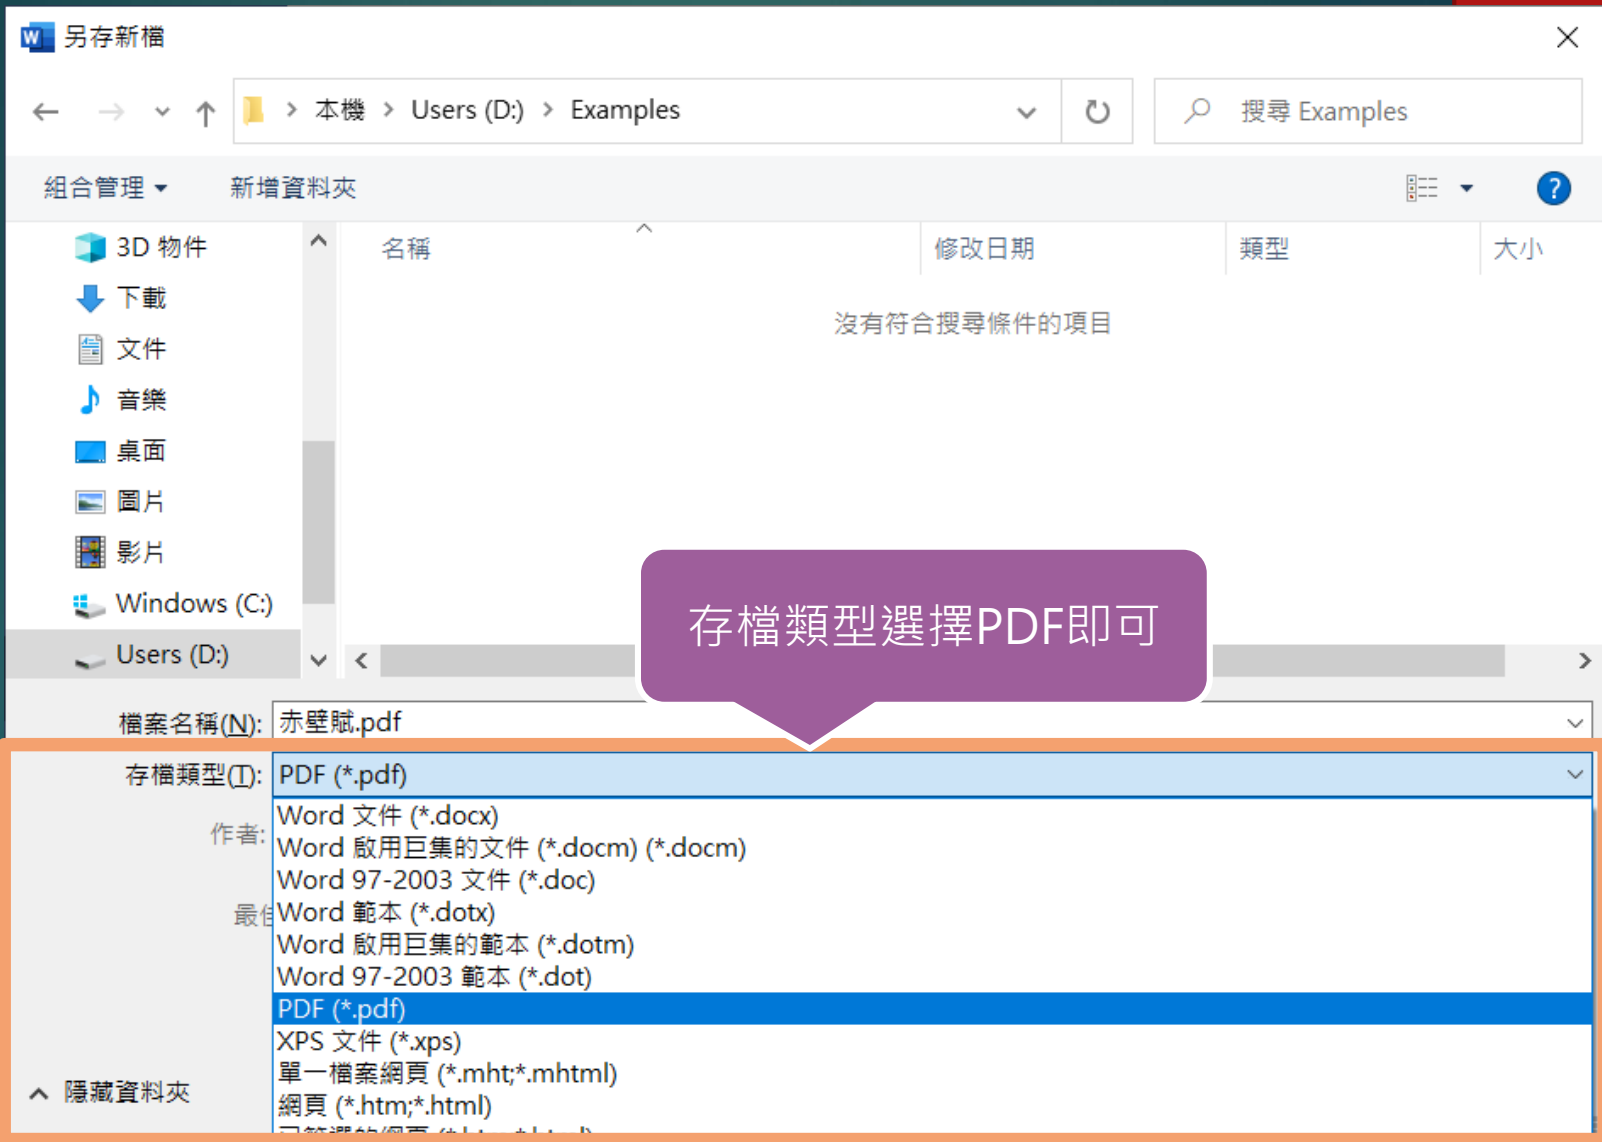 另存新檔
本機 > Users (D:) > Examples
搜尋 Examples
組合管理 新增資料夾
名稱 修改日期 類型 大小
沒有符合搜尋條件的項目
3D 物件
下載
文件
音樂
桌面
圖片
影片
Windows (C:)
Users (D:)
存檔類型選擇PDF即可
檔案名稱(N): 赤壁賦.pdf
存檔類型(T): PDF (*.pdf)
作者:
Word 文件 (*.docx)
Word 啟用巨集的文件 (*.docm) (*.docm)
Word 97-2003 文件 (*.doc)
Word 範本 (*.dotx)
Word 啟用巨集的範本 (*.dotm)
Word 97-2003 範本 (*.dot)
PDF (*.pdf)
XPS 文件 (*.xps)
單一檔案網頁 (*.mht;*.mhtml)
網頁 (*.htm;*.html)
隱藏資料夾